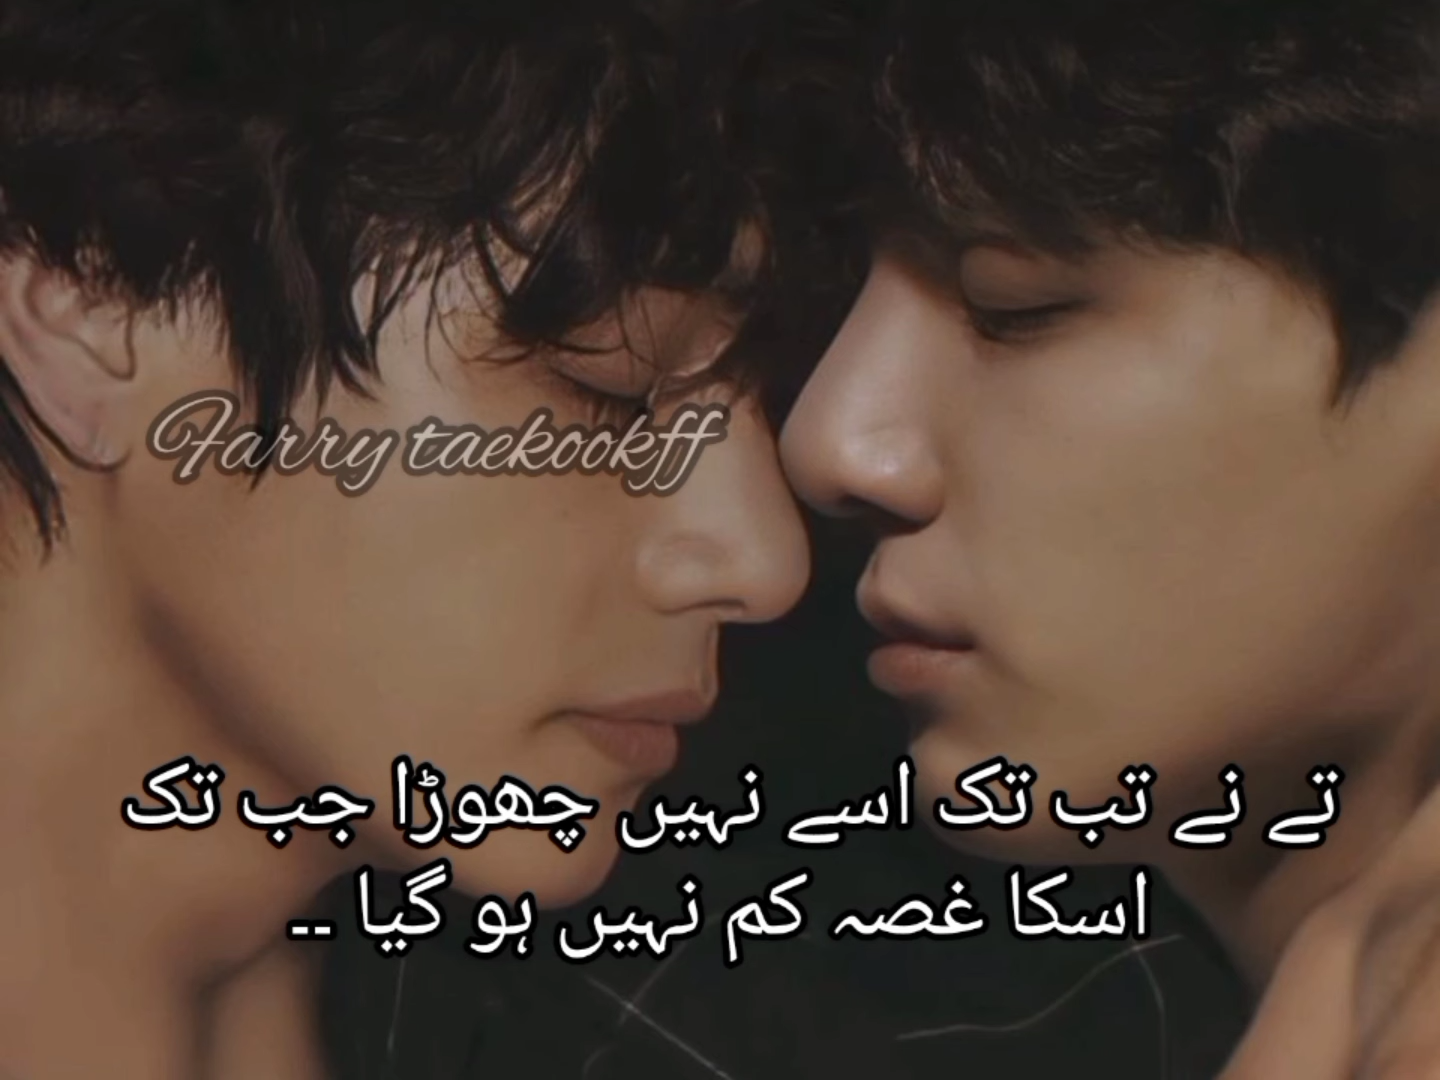 Farry taekookff
تے نے تب تک اسے نہیں چھوڑا جب تک
اسکا غصہ کم نہیں ہو گیا --